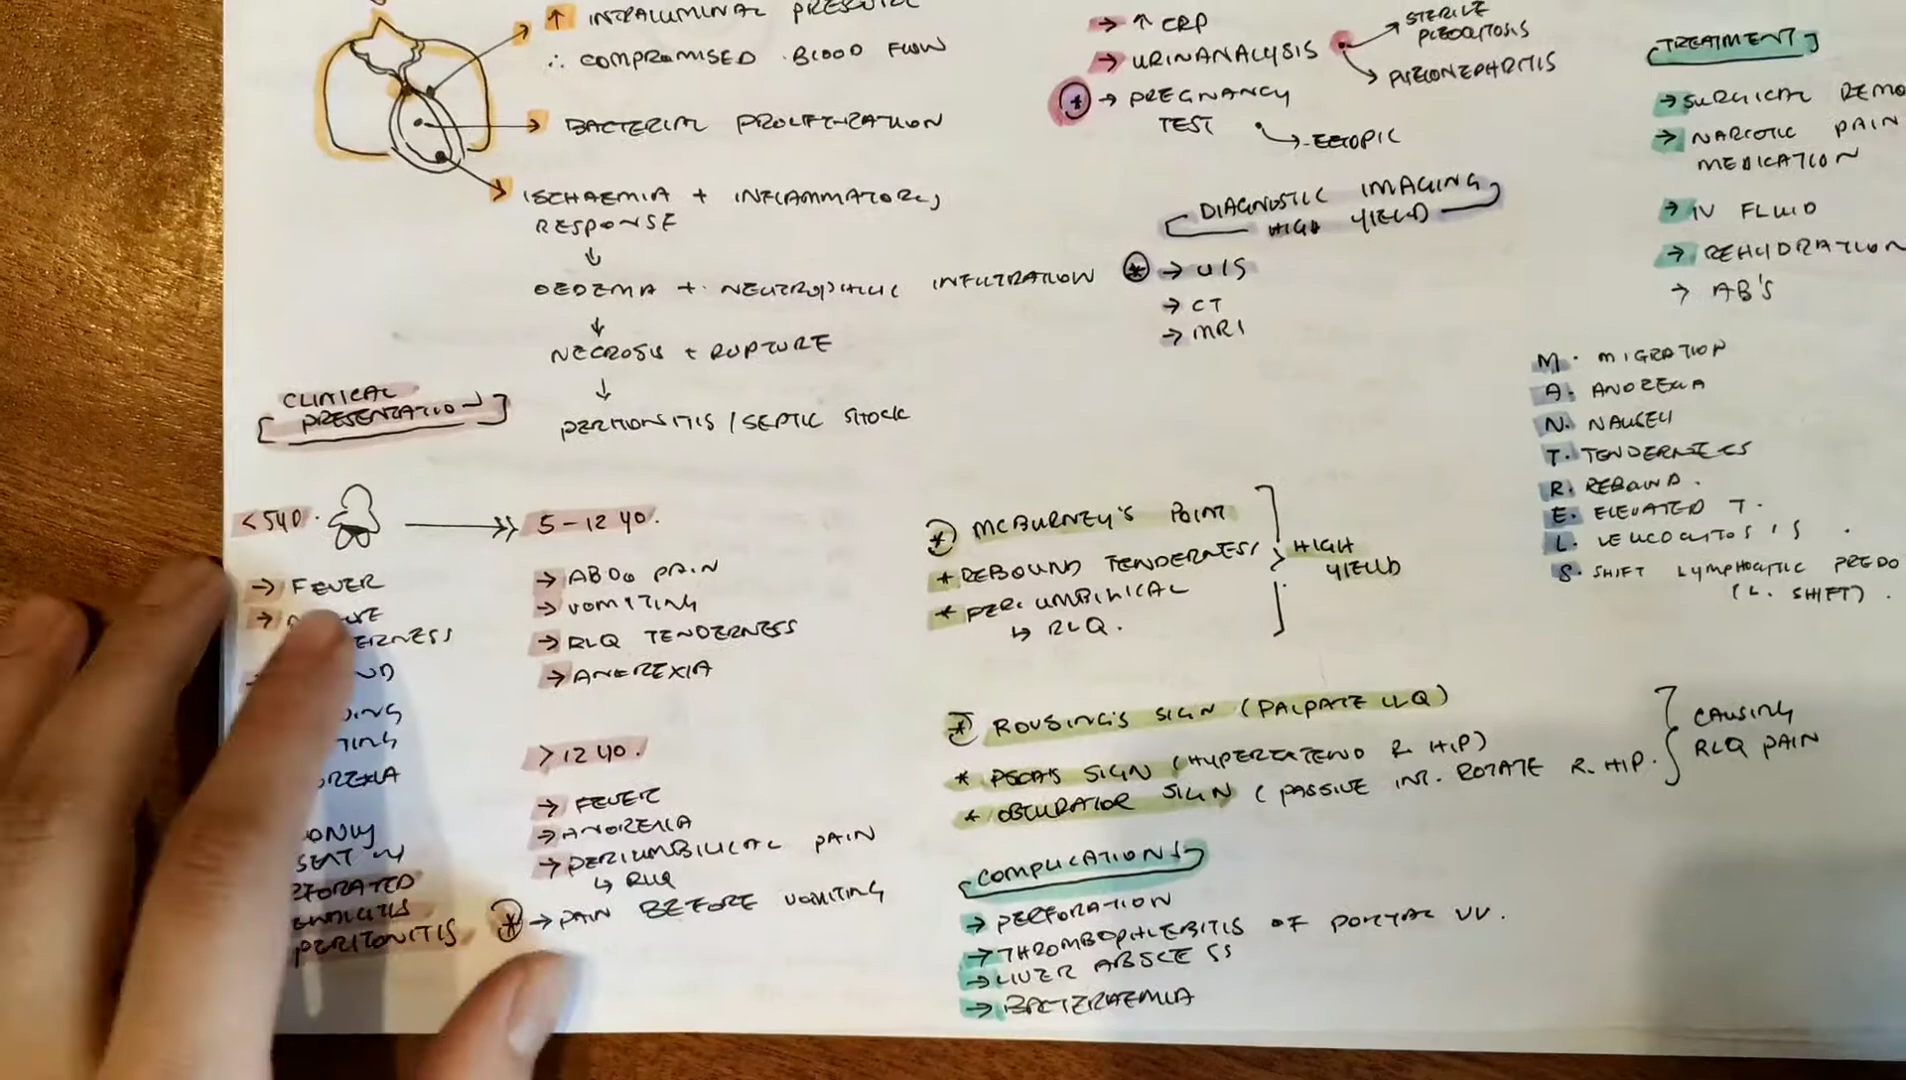 ↑ INTRALUMINAL PRESSURE
∴ COMPROMISED BLOOD FLOW
→ BACTERIAL PROLIFERATION
ISCHAEMIA + INFLAMMATORY
RESPONSE
↓
OEDEMA + NEUTROPHILIC INFILTRATION
↓
NECROSIS + RUPTURE
↓
PERITIONSITIS / SEPTIC SHOCK
→ ↑ CRP
→ URINANALYSIS
STERILE
PYELONEPHRITIS
→ PREGNANCY
TEST
→ ECTOPIC
DIAGNOSTIC IMAGING
HIGH YIELD
→ U/S
→ CT
→ MRI
TREATMENT
→ SURGICAL
→ NARCOTIC PAIN
MEDICATION
→ IV FLUID
→ REHYDRATION
→ AB'S
M. MIGRATION
A. ANOREXIA
N.
T. TENDERNESS
R. REBOUND.
E. ELEVATED T.
L. LEUCOCYTOSIS.
S. SHIFT LYMPHOCYTIC
(L. SHIFT).
CLINICAL
PRESENTATION
<5YO.
→ FEVER
→
5-12 YO.
→ ABDO PAIN
→ VOMITING
→ RLQ TENDERNESS
→ ANOREXIA
>12 YO.
→ FEVER
→ ANOREXIA
→ PERIUMBILICAL PAIN
↳ RLQ
* → PAIN BEFORE VOMITING
PERITONITIS
* MCBURNEY'S POINT
* REBOUND TENDERNESS
* PERIUMBILICAL
↳ RLQ.
HIGH
YIELD
* ROVSING'S SIGN (PALPATE LLQ)
* PSOAS SIGN (HYPEREXTEND R. HIP)
* OBTURATOR SIGN (PASSIVE INT. ROTATE R. HIP.
CAUSING
RLQ PAIN
COMPLICATIONS
→ PERFORATION
→ THROMBOPHLEBITIS OF PORTAL VV.
→ LIVER ABSCESS
→ BACTERAEMIA